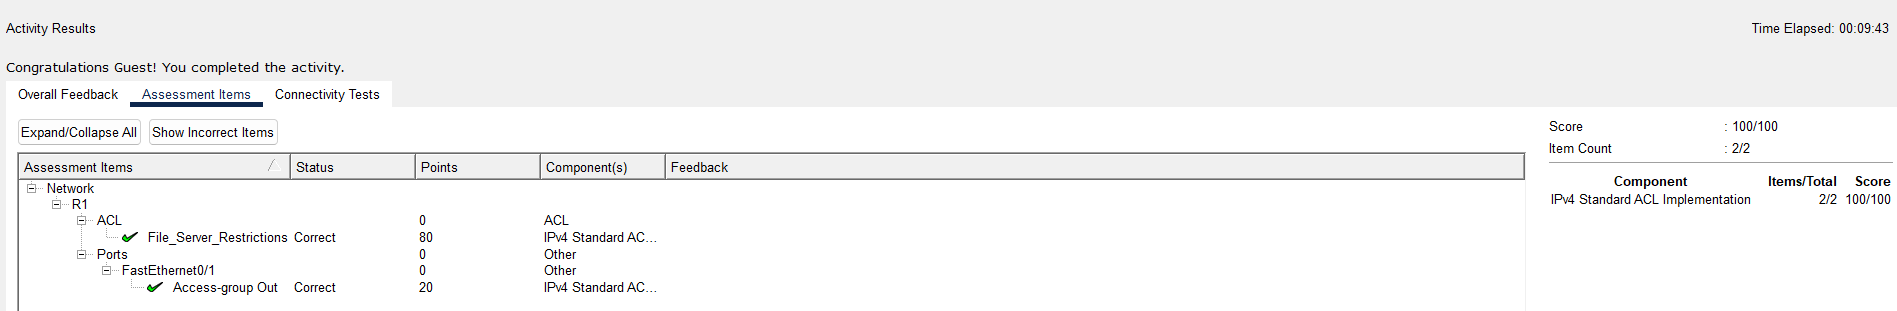 Activity Results
Time Elapsed: 00:09:43
Congratulations Guest! You completed the activity.
Overall Feedback Assessment Items Connectivity Tests
Expand/Collapse All Show Incorrect Items
Assessment Items Status Points Component(s) Feedback
Network
R1
ACL 0 ACL
File_Server_Restrictions Correct 80 IPv4 Standard AC...
Ports 0 Other
FastEthernet0/1 0 Other
Access-group Out Correct 20 IPv4 Standard AC...
Score : 100/100
Item Count : 2/2
Component Items/Total Score
IPv4 Standard ACL Implementation 2/2 100/100